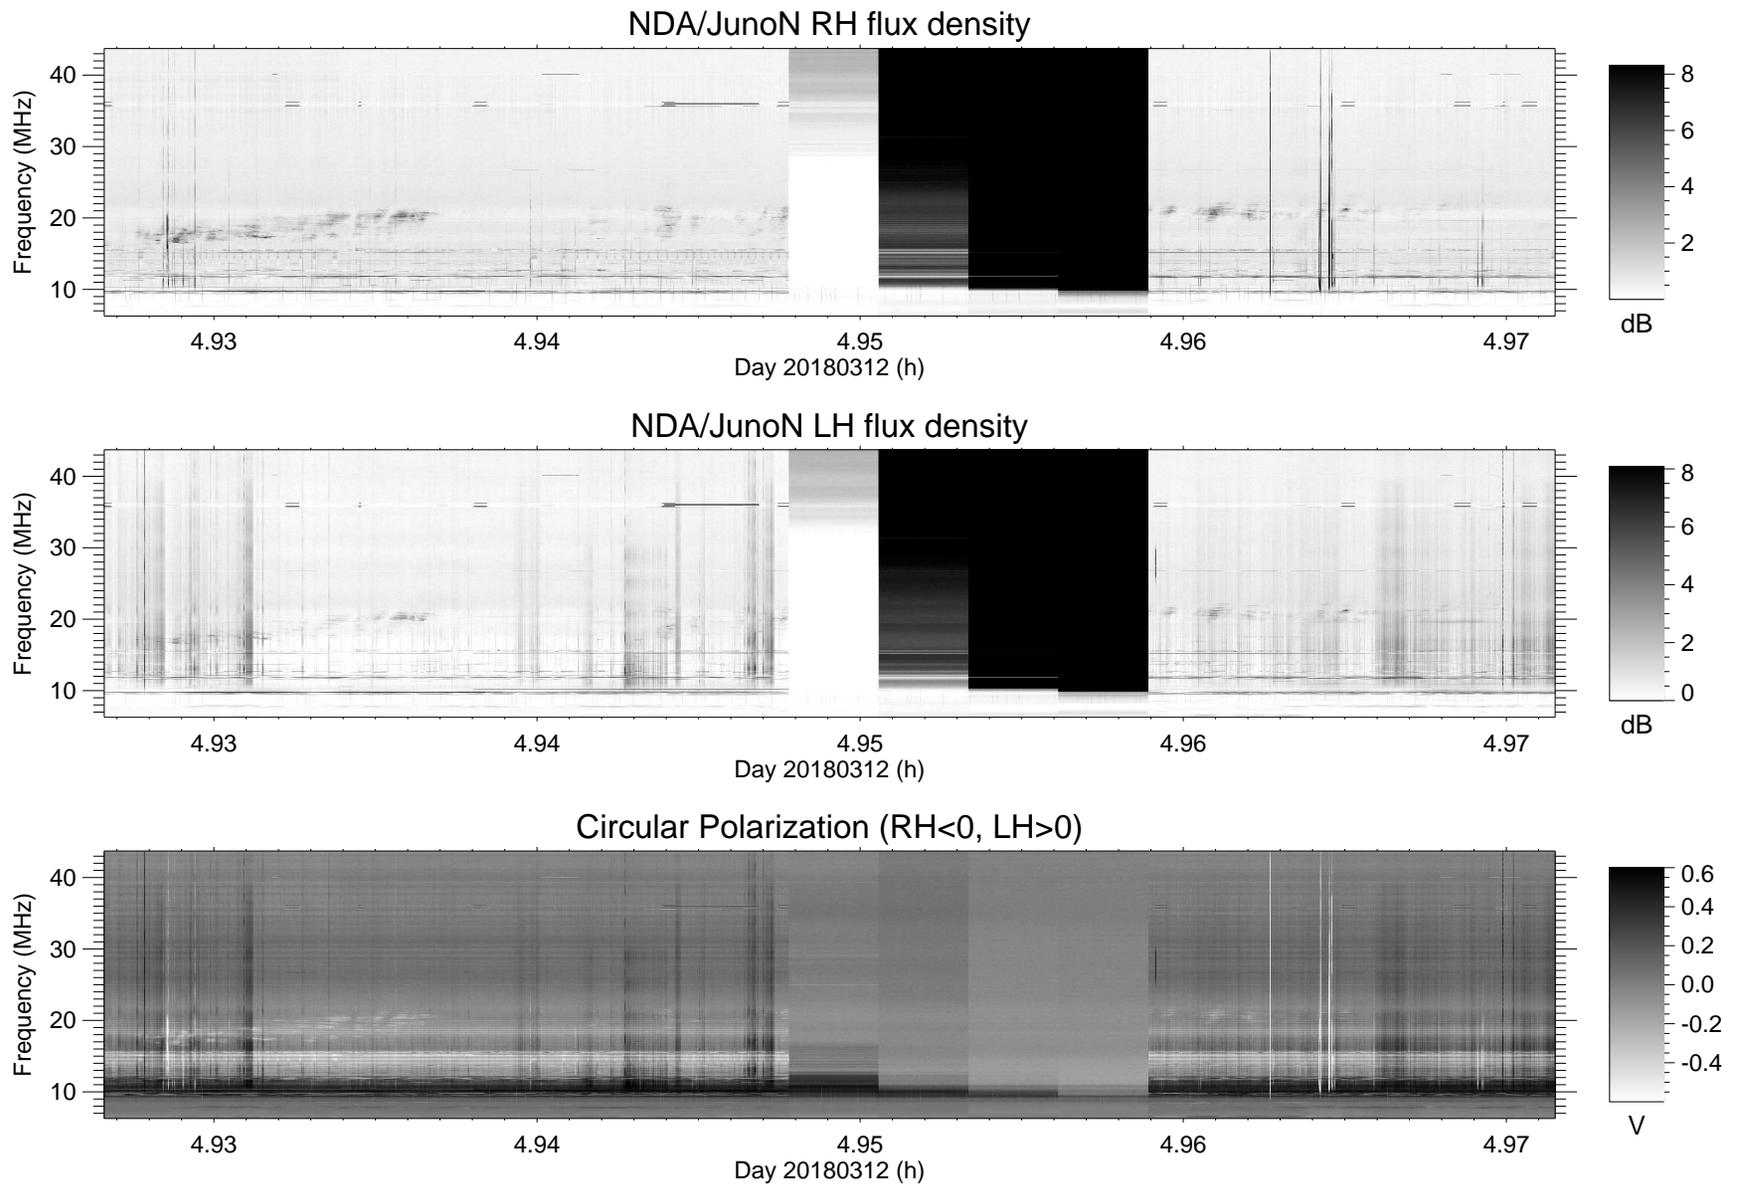 NDA/JunoN RH flux density
Frequency (MHz)
40
30
20
10
4.93 4.94 4.95 4.96 4.97
Day 20180312 (h)
8
6
4
2
dB
NDA/JunoN LH flux density
Frequency (MHz)
40
30
20
10
4.93 4.94 4.95 4.96 4.97
Day 20180312 (h)
8
6
4
2
0
dB
Circular Polarization (RH<0, LH>0)
Frequency (MHz)
40
30
20
10
4.93 4.94 4.95 4.96 4.97
Day 20180312 (h)
0.6
0.4
0.2
0.0
-0.2
-0.4
V